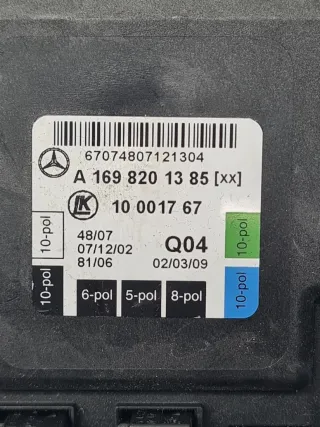 67074807121304
A 169 820 13 85 [xx]
LK 10 0017 67
48/07
07/12/02 Q04
81/06 02/03/09
10-pol
10-pol
6-pol 5-pol 8-pol
10-pol
10-pol